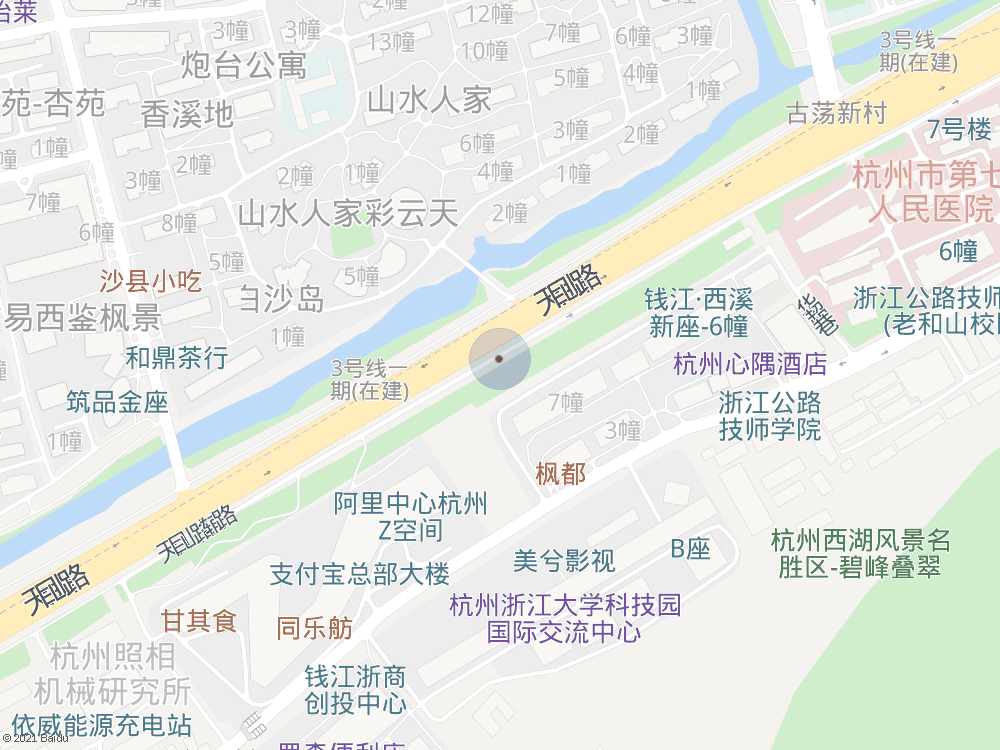 怡莱
13幢
3幢
12幢
10幢
7幢
6幢
3幢
3号线一
期(在建)
炮台公寓
5幢
4幢
苑-杏苑
香溪地
山水人家
1幢
古荡新村
3幢
2幢
7号楼
1幢
6幢
2幢
4幢
1幢
杭州市第七
人民医院
3幢
2幢
1幢
7幢
8幢
山水人家彩云天
2幢
6幢
5幢
5幢
6幢
沙县小吃
刍沙岛
天目山路
钱江·西溪
新座-6幢
华超巷
浙江公路技师
(老和山校区
易西鉴枫景
1幢
和鼎茶行
3号线一
期(在建)
杭州心隅酒店
筑品金座
7幢
浙江公路
技师学院
1幢
3幢
枫都
阿里中心杭州
Z空间
天目山路辅路
杭州西湖风景名
胜区-碧峰叠翠
美兮影视
B座
支付宝总部大楼
天目山路
杭州浙江大学科技园
国际交流中心
甘其食
同乐舫
杭州照相
机械研究所
钱江浙商
创投中心
依威能源充电站
© 2021 Baidu
罗森便利店